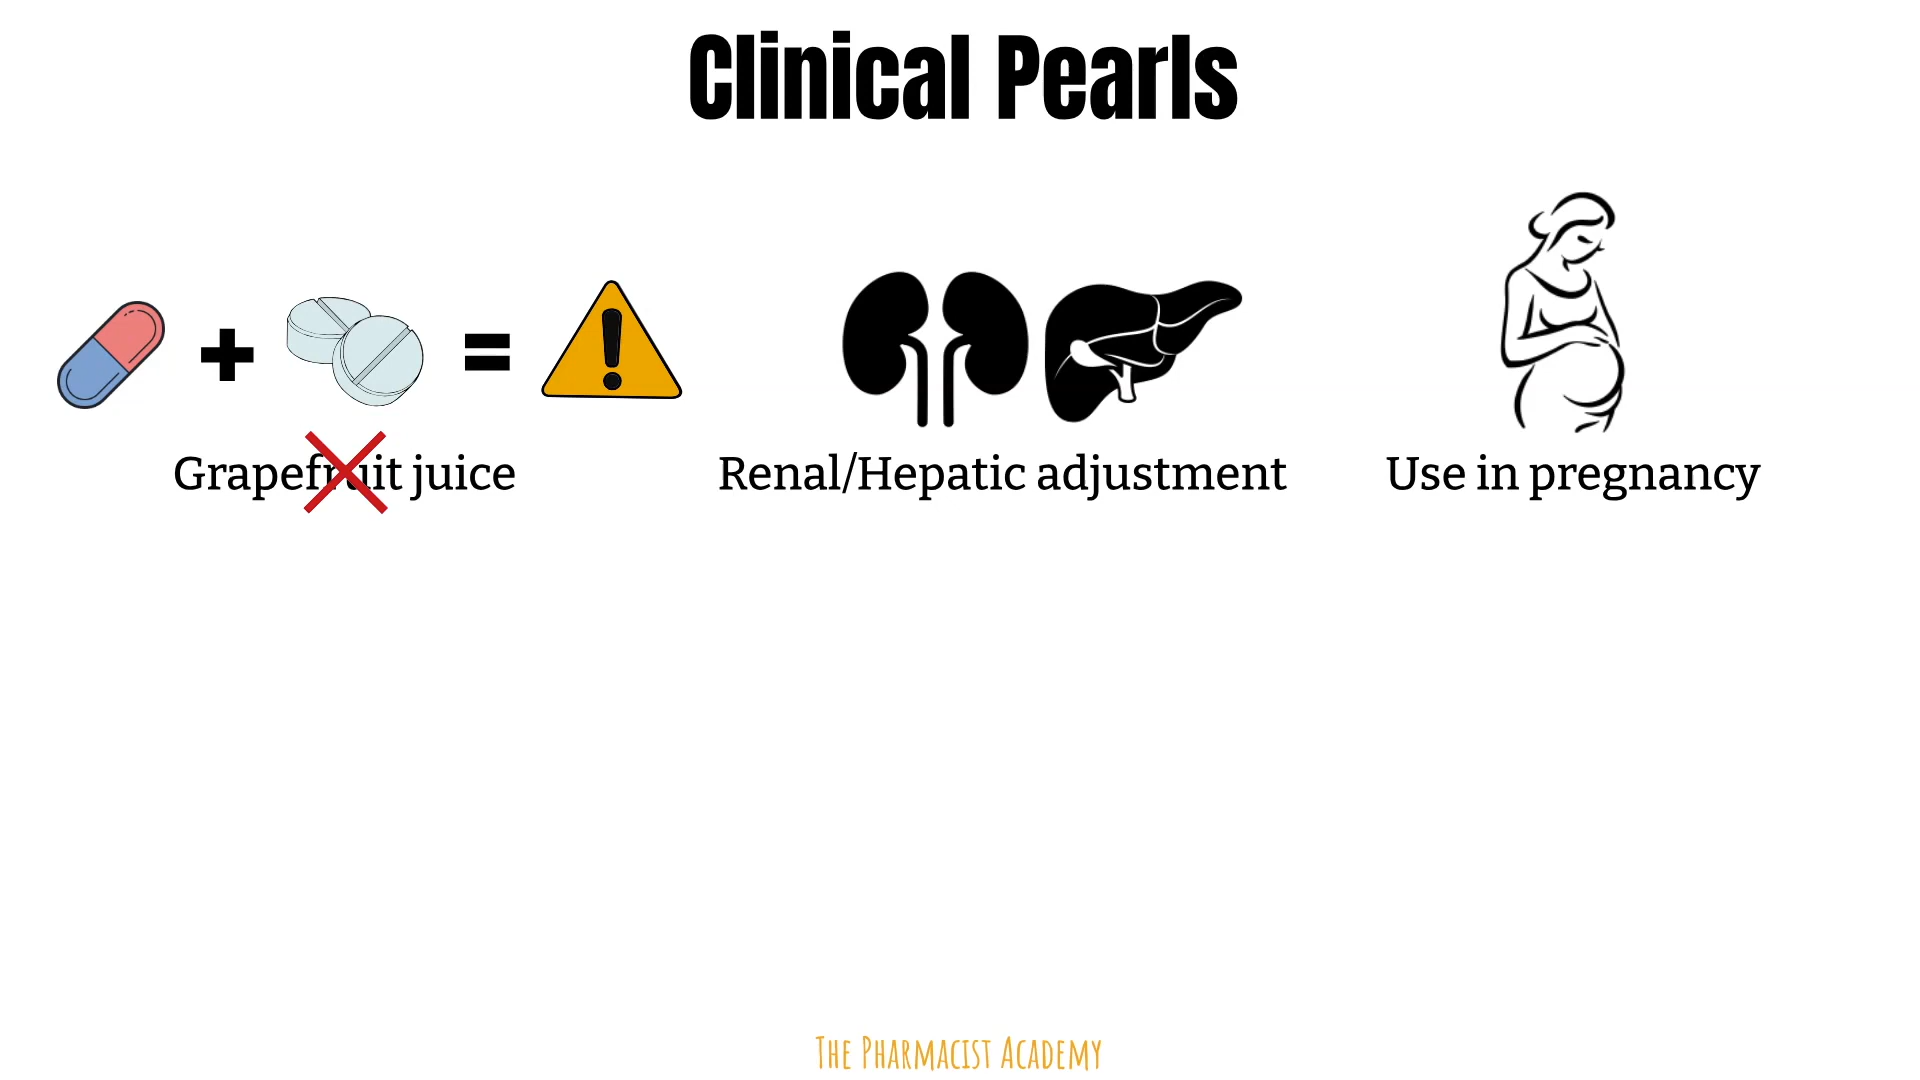 Clinical Pearls
Grapefruit juice
Renal/Hepatic adjustment
Use in pregnancy
The Pharmacist Academy